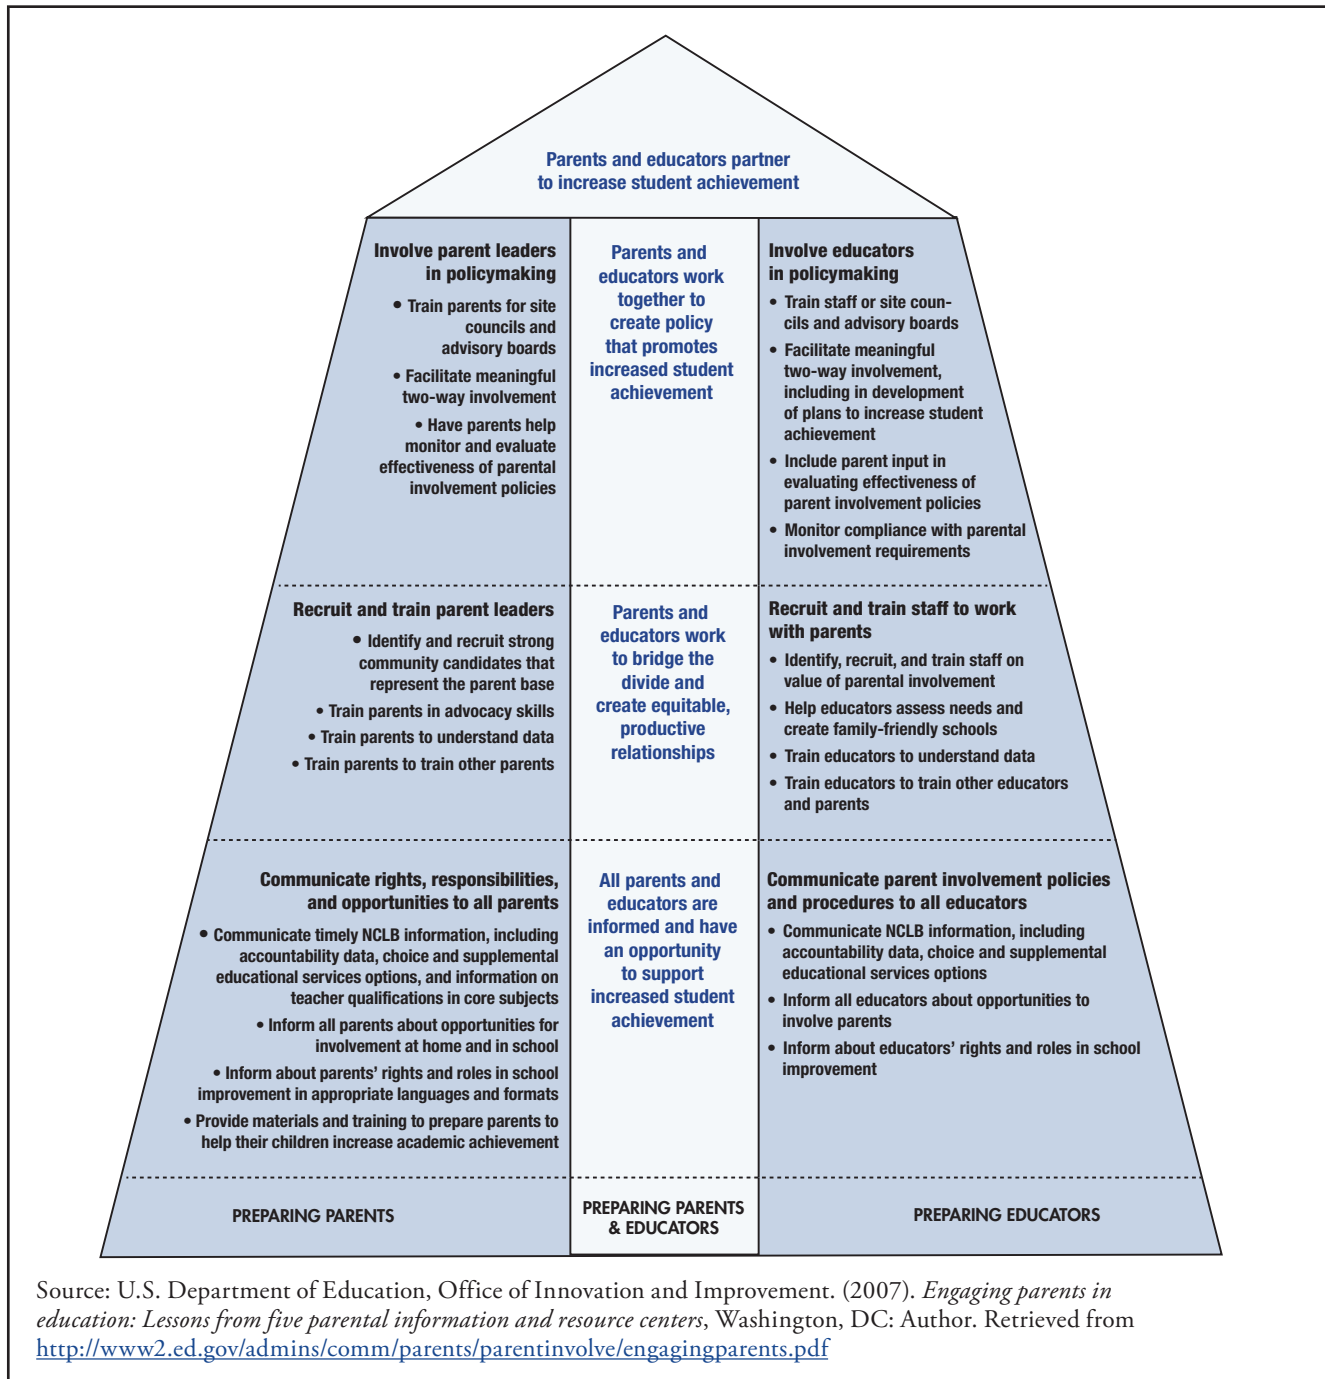 Parents and educators partner
to increase student achievement
Involve parent leaders
in policymaking
• Train parents for site
councils and
advisory boards
• Facilitate meaningful
two-way involvement
• Have parents help
monitor and evaluate
effectiveness of parental
involvement policies
Parents and
educators work
together to
create policy
that promotes
increased student
achievement
Involve educators
in policymaking
• Train staff or site coun-
cils and advisory boards
• Facilitate meaningful
two-way involvement,
including in development
of plans to increase student
achievement
• Include parent input in
evaluating effectiveness of
parent involvement policies
• Monitor compliance with parental
involvement requirements
Recruit and train parent leaders
• Identify and recruit strong
community candidates that
represent the parent base
• Train parents in advocacy skills
• Train parents to understand data
• Train parents to train other parents
Parents and
educators work
to bridge the
divide and
create equitable,
productive
relationships
Recruit and train staff to work
with parents
• Identify, recruit, and train staff on
value of parental involvement
• Help educators assess needs and
create family-friendly schools
• Train educators to understand data
• Train educators to train other educators
and parents
Communicate rights, responsibilities,
and opportunities to all parents
• Communicate timely NCLB information, including
accountability data, choice and supplemental
educational services options, and information on
teacher qualifications in core subjects
• Inform all parents about opportunities for
involvement at home and in school
• Inform about parents’ rights and roles in school
improvement in appropriate languages and formats
• Provide materials and training to prepare parents to
help their children increase academic achievement
All parents and
educators are
informed and have
an opportunity
to support
increased student
achievement
Communicate parent involvement policies
and procedures to all educators
• Communicate NCLB information, including
accountability data, choice and supplemental
educational services options
• Inform all educators about opportunities to
involve parents
• Inform about educators’ rights and roles in school
improvement
PREPARING PARENTS
PREPARING PARENTS
& EDUCATORS
PREPARING EDUCATORS
Source: U.S. Department of Education, Office of Innovation and Improvement. (2007). Engaging parents in
education: Lessons from five parental information and resource centers, Washington, DC: Author. Retrieved from
http://www2.ed.gov/admins/comm/parents/parentinvolve/engagingparents.pdf